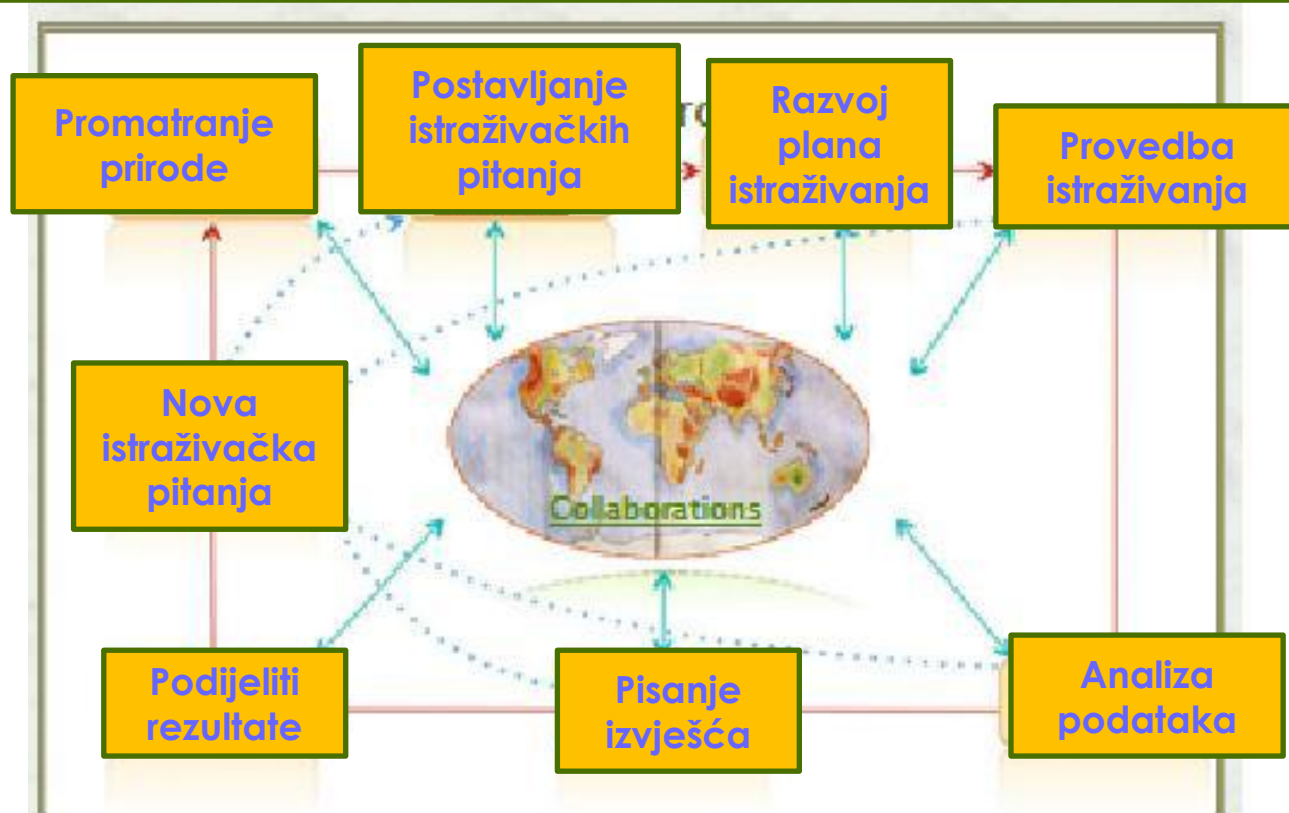 Promatranje
prirode
Postavljanje
istraživačkih
pitanja
Razvoj
plana
istraživanja
Provedba
istraživanja
Nova
istraživačka
pitanja
Collaborations
Podijeliti
rezultate
Pisanje
izvješća
Analiza
podataka